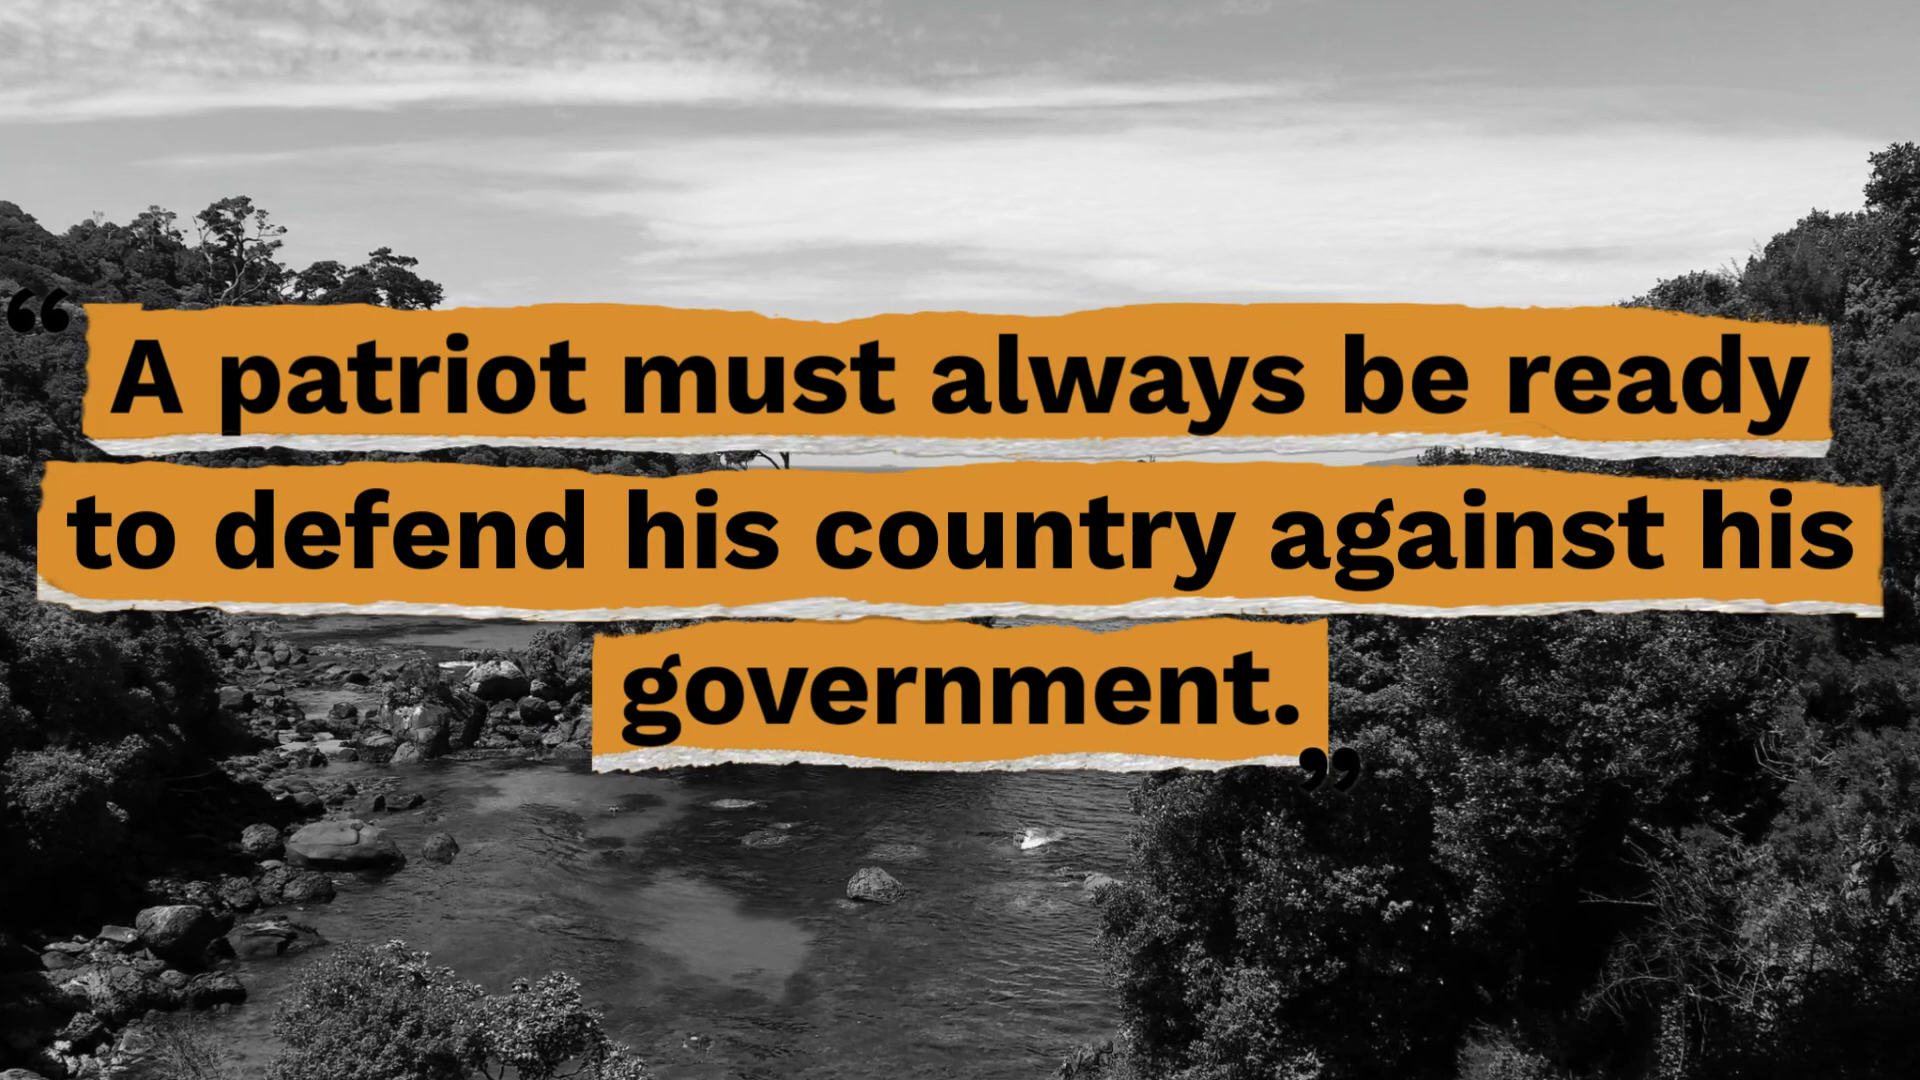 “A patriot must always be ready
to defend his country against his
government.”